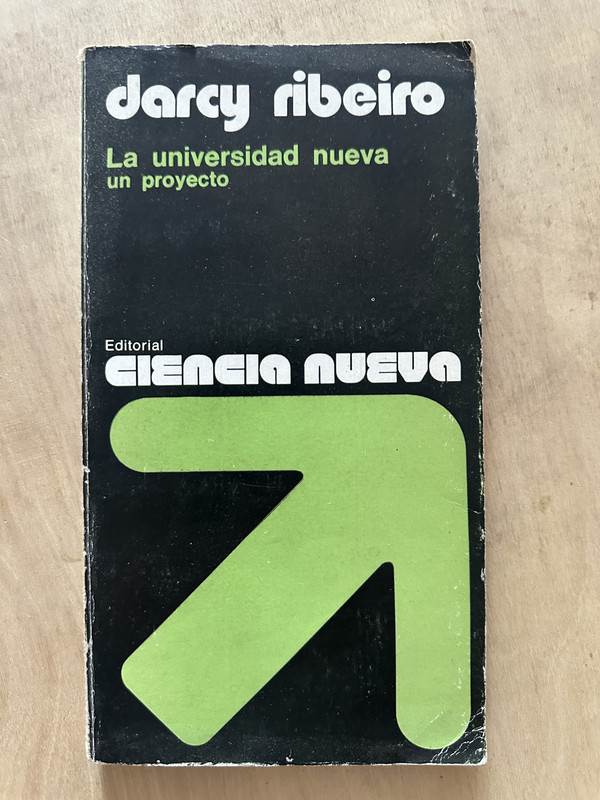 darcy ribeiro
La universidad nueva
un proyecto
Editorial
CIENCIA NUEVA